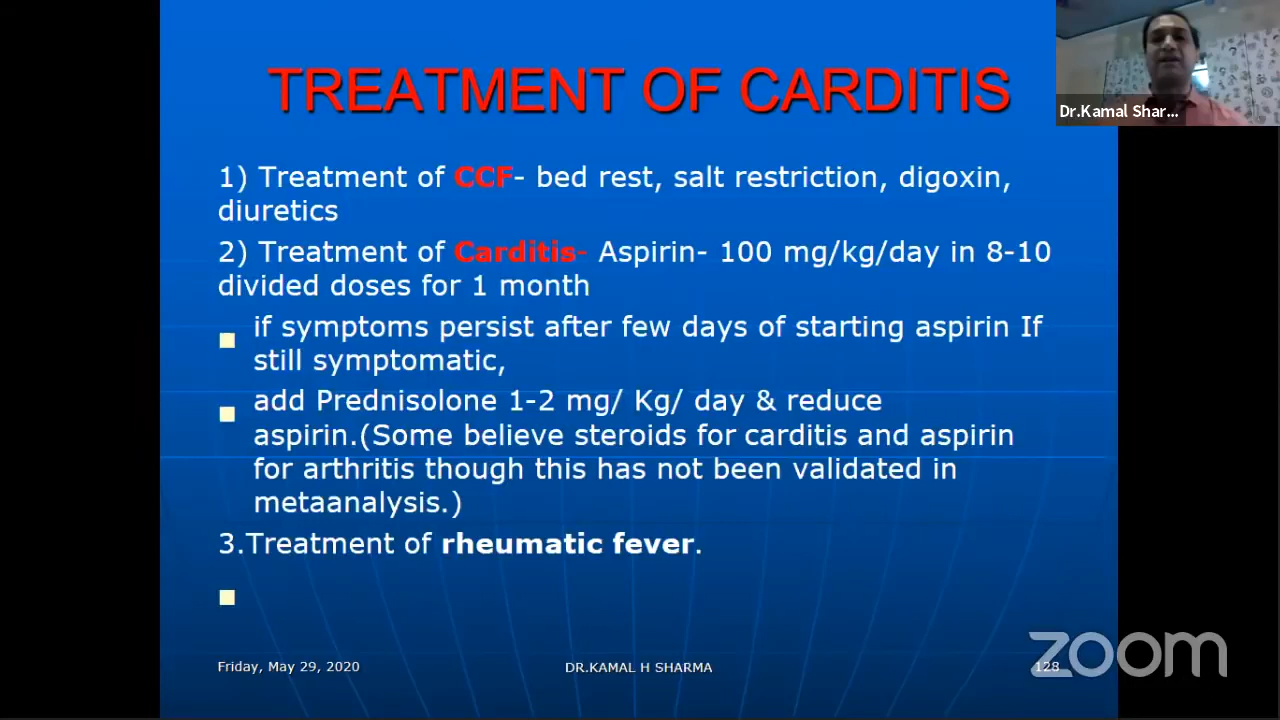 TREATMENT OF CARDITIS
Dr.Kamal Shar...
1) Treatment of CCF- bed rest, salt restriction, digoxin,
diuretics
2) Treatment of Carditis- Aspirin- 100 mg/kg/day in 8-10
divided doses for 1 month
if symptoms persist after few days of starting aspirin If
still symptomatic,
add Prednisolone 1-2 mg/ Kg/ day & reduce
aspirin.(Some believe steroids for carditis and aspirin
for arthritis though this has not been validated in
metaanalysis.)
3.Treatment of rheumatic fever.
Friday, May 29, 2020
DR.KAMAL H SHARMA
128
zoom